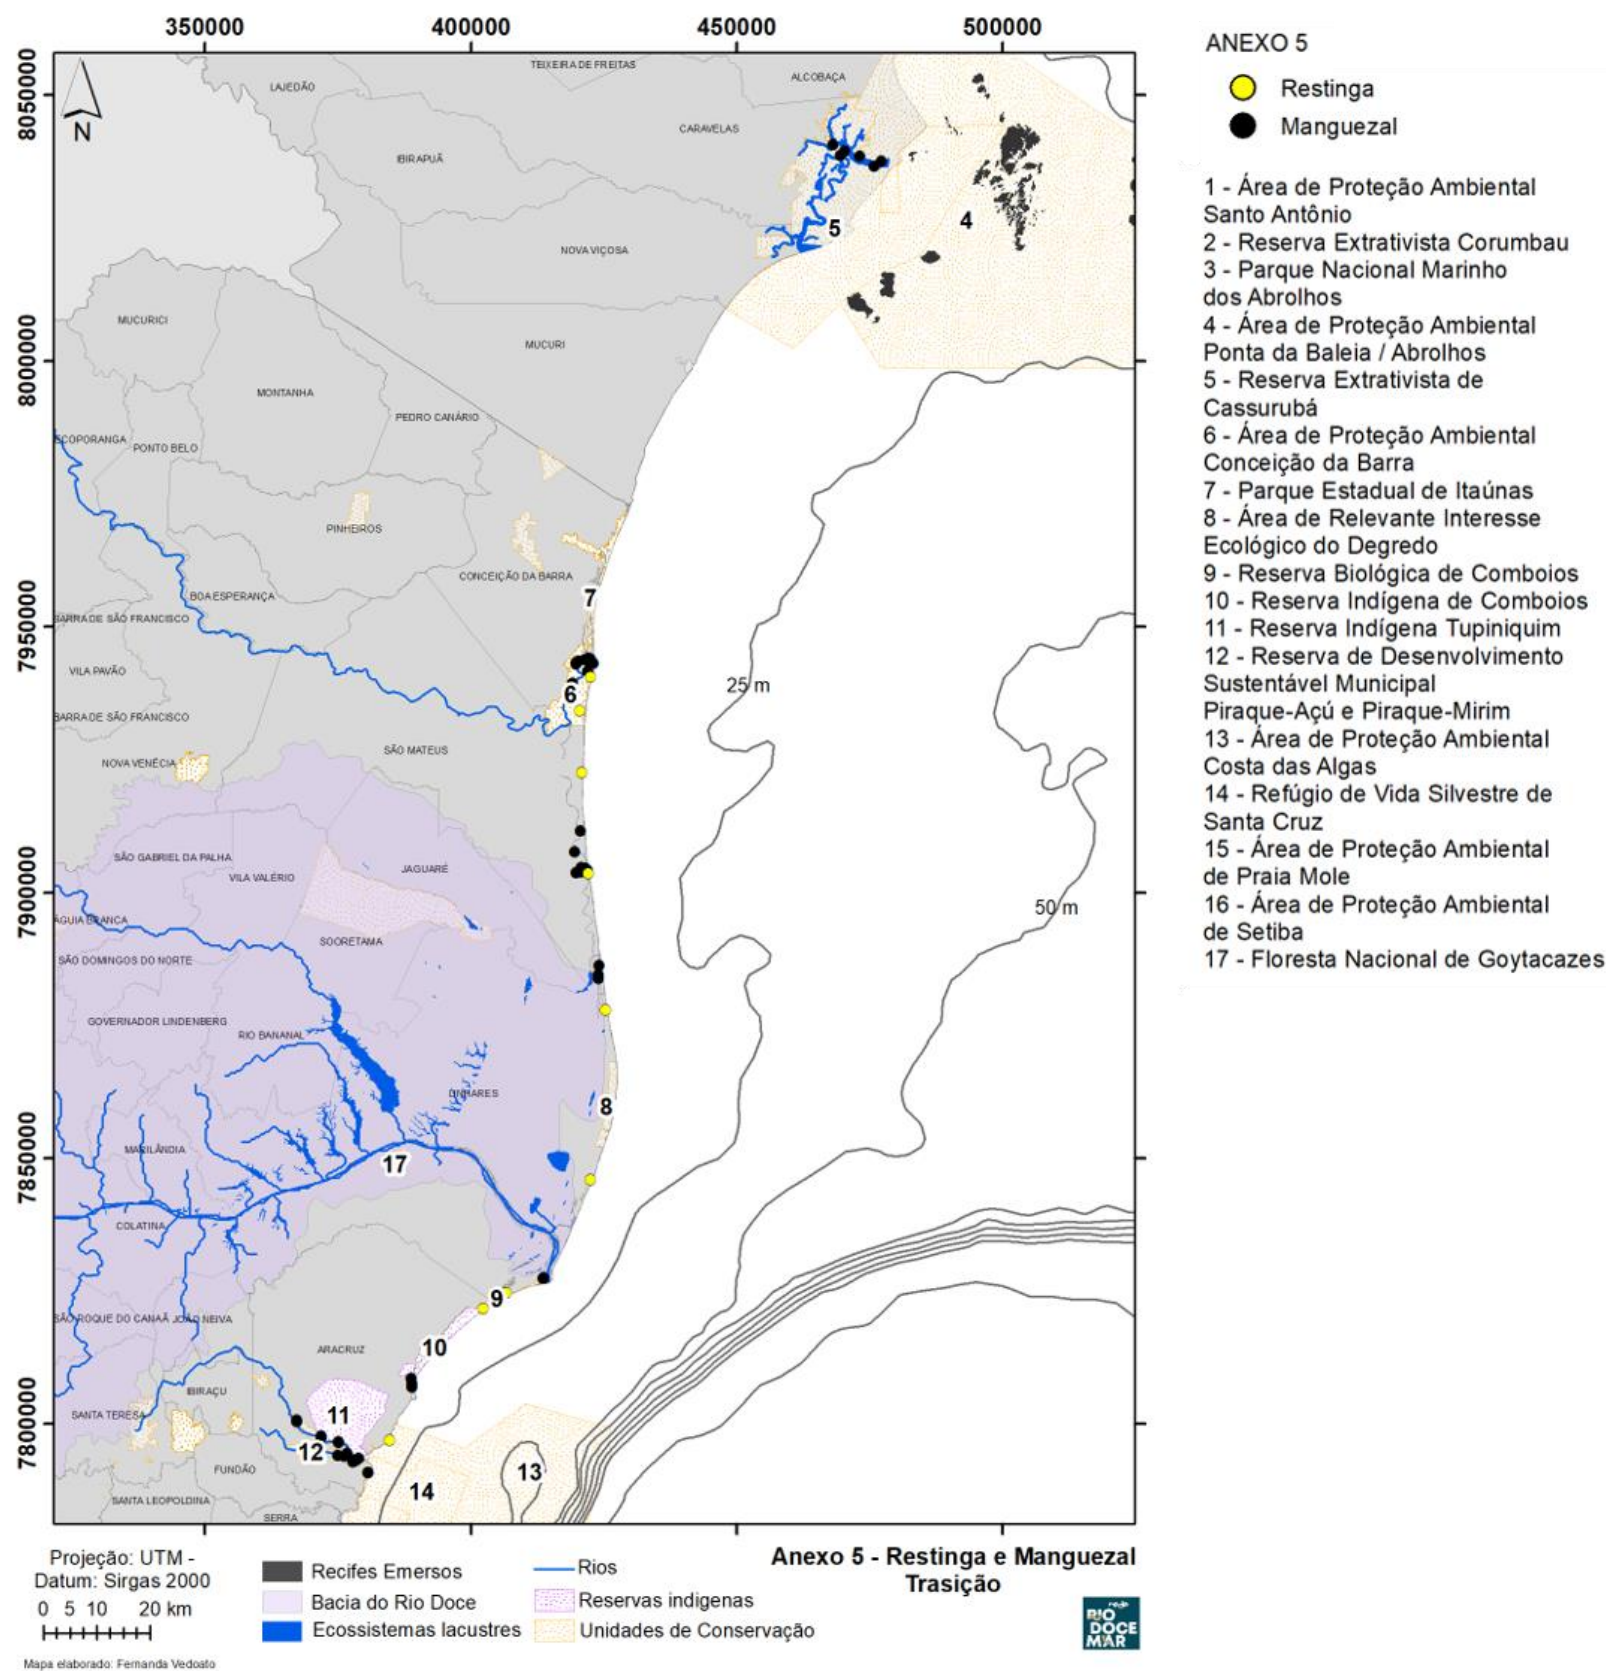 350000
400000
450000
500000
8050000
8000000
7950000
7900000
7850000
7800000
N
TEIXEIRA DE FREITAS
ALCOBAÇA
LAJEDÃO
CARAVELAS
IBIRAPUÃ
NOVA VIÇOSA
5
4
MUCURICI
MUCURI
MONTANHA
PEDRO CANÁRIO
ECOPORANGA
PONTO BELO
PINHEIROS
CONCEIÇÃO DA BARRA
BOA ESPERANÇA
7
BARRA DE SÃO FRANCISCO
VILA PAVÃO
6
25 m
BARRA DE SÃO FRANCISCO
SÃO MATEUS
NOVA VENÉCIA
SÃO GABRIEL DA PALHA
JAGUARÉ
VILA VALÉRIO
50 m
ÁGUIA BRANCA
SOORETAMA
SÃO DOMINGOS DO NORTE
GOVERNADOR LINDENBERG
RIO BANANAL
LINHARES
8
MARILÂNDIA
17
COLATINA
9
SÃO ROQUE DO CANAÃ
JOÃO NEIVA
10
ARACRUZ
IBIRAÇU
11
SANTA TERESA
12
FUNDÃO
13
14
SANTA LEOPOLDINA
SERRA
ANEXO 5
Restinga
Manguezal
1 - Área de Proteção Ambiental
Santo Antônio
2 - Reserva Extrativista Corumbau
3 - Parque Nacional Marinho
dos Abrolhos
4 - Área de Proteção Ambiental
Ponta da Baleia / Abrolhos
5 - Reserva Extrativista de
Cassurubá
6 - Área de Proteção Ambiental
Conceição da Barra
7 - Parque Estadual de Itaúnas
8 - Área de Relevante Interesse
Ecológico do Degredo
9 - Reserva Biológica de Comboios
10 - Reserva Indígena de Comboios
11 - Reserva Indígena Tupiniquim
12 - Reserva de Desenvolvimento
Sustentável Municipal
Piraque-Açú e Piraque-Mirim
13 - Área de Proteção Ambiental
Costa das Algas
14 - Refúgio de Vida Silvestre de
Santa Cruz
15 - Área de Proteção Ambiental
de Praia Mole
16 - Área de Proteção Ambiental
de Setiba
17 - Floresta Nacional de Goytacazes
Projeção: UTM -
Datum: Sirgas 2000
0 5 10 20 km
Mapa elaborado: Fernanda Vedoato
Recifes Emersos
Bacia do Rio Doce
Ecossistemas lacustres
Rios
Reservas indigenas
Unidades de Conservação
Anexo 5 - Restinga e Manguezal
Trasição
rede
RIO
DOCE
MAR